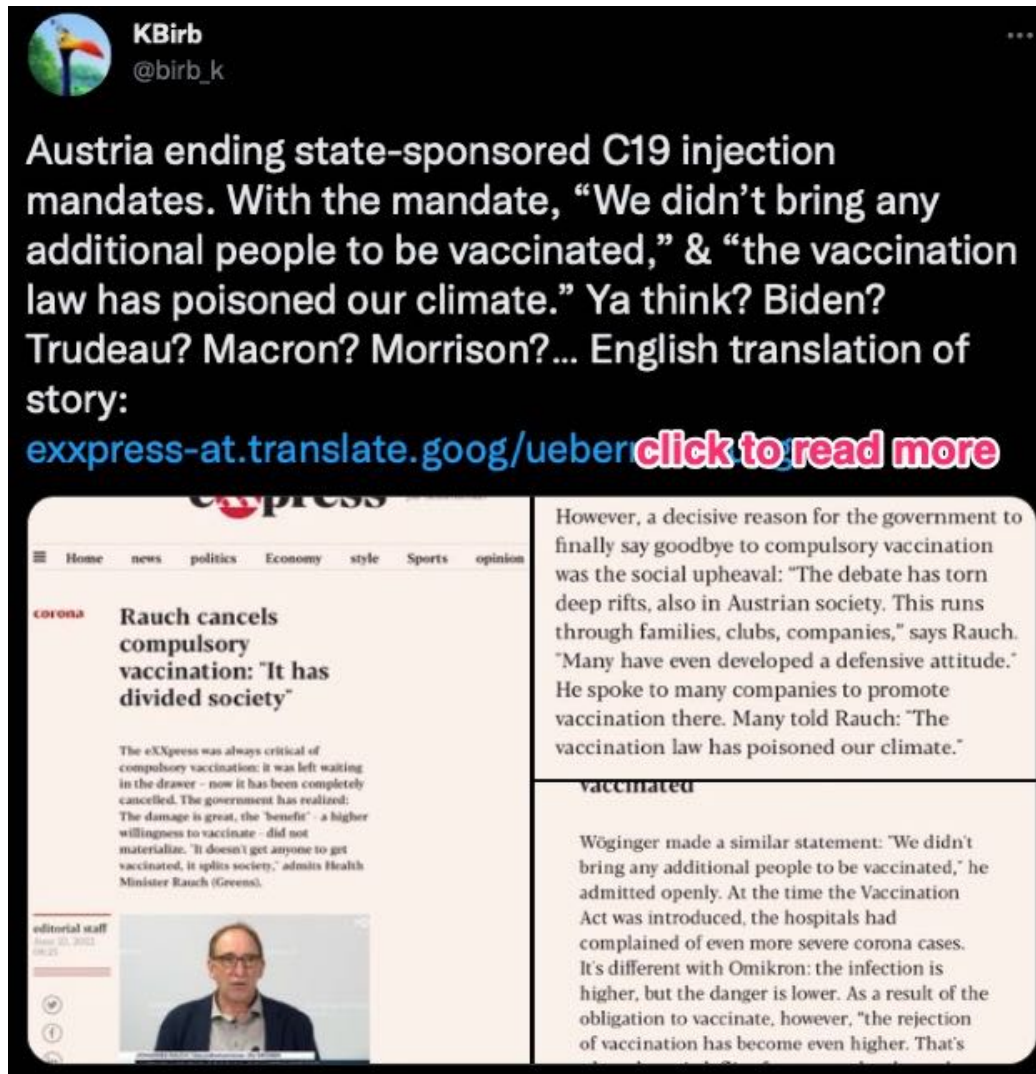 KBirb
@birb_k
Austria ending state-sponsored C19 injection
mandates. With the mandate, “We didn’t bring any
additional people to be vaccinated,” & “the vaccination
law has poisoned our climate.” Ya think? Biden?
Trudeau? Macron? Morrison?... English translation of
story:
exxpress-at.translate.goog/ueber
click to read more
eXXpress
Home news politics Economy style Sports opinion
corona
Rauch cancels
compulsory
vaccination: "It has
divided society"
The eXXpress was always critical of
compulsory vaccination: it was left waiting
in the drawer - now it has been completely
cancelled. The government has realized:
The damage is great, the "benefit" - a higher
willingness to vaccinate - did not
materialize. "It doesn't get anyone to get
vaccinated, it splits society," admits Health
Minister Rauch (Greens).
editorial staff
However, a decisive reason for the government to
finally say goodbye to compulsory vaccination
was the social upheaval: "The debate has torn
deep rifts, also in Austrian society. This runs
through families, clubs, companies," says Rauch.
"Many have even developed a defensive attitude."
He spoke to many companies to promote
vaccination there. Many told Rauch: "The
vaccination law has poisoned our climate."
vaccinated
Wöginger made a similar statement: "We didn't
bring any additional people to be vaccinated," he
admitted openly. At the time the Vaccination
Act was introduced, the hospitals had
complained of even more severe corona cases.
It's different with Omikron: the infection is
higher, but the danger is lower. As a result of the
obligation to vaccinate, however, "the rejection
of vaccination has become even higher. That's